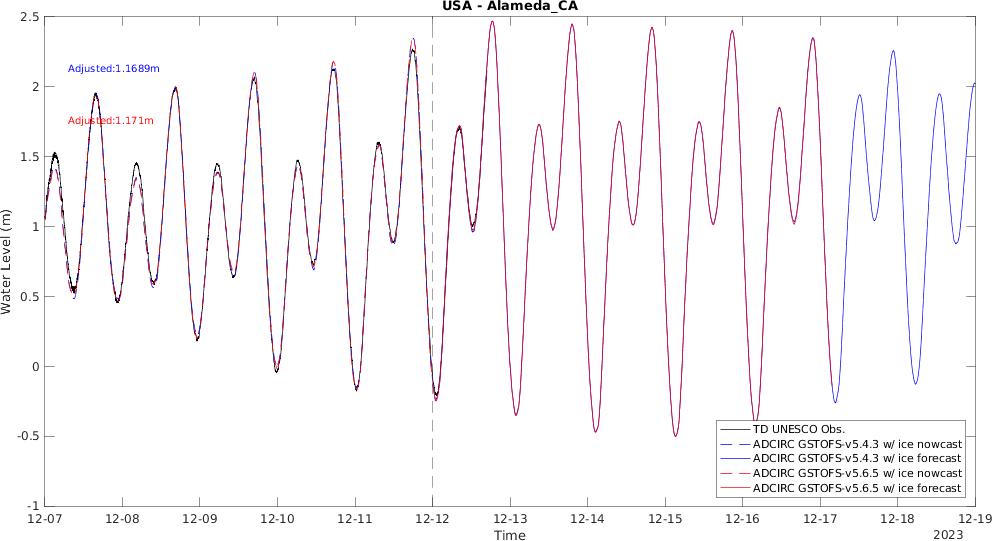 USA - Alameda_CA
2.5
2
1.5
1
0.5
0
-0.5
-1
Water Level (m)
Adjusted:1.1689m
Adjusted:1.171m
TD UNESCO Obs.
ADCIRC GSTOFS-v5.4.3 w/ ice nowcast
ADCIRC GSTOFS-v5.4.3 w/ ice forecast
ADCIRC GSTOFS-v5.6.5 w/ ice nowcast
ADCIRC GSTOFS-v5.6.5 w/ ice forecast
12-07 12-08 12-09 12-10 12-11 12-12 12-13 12-14 12-15 12-16 12-17 12-18 12-19
Time
2023